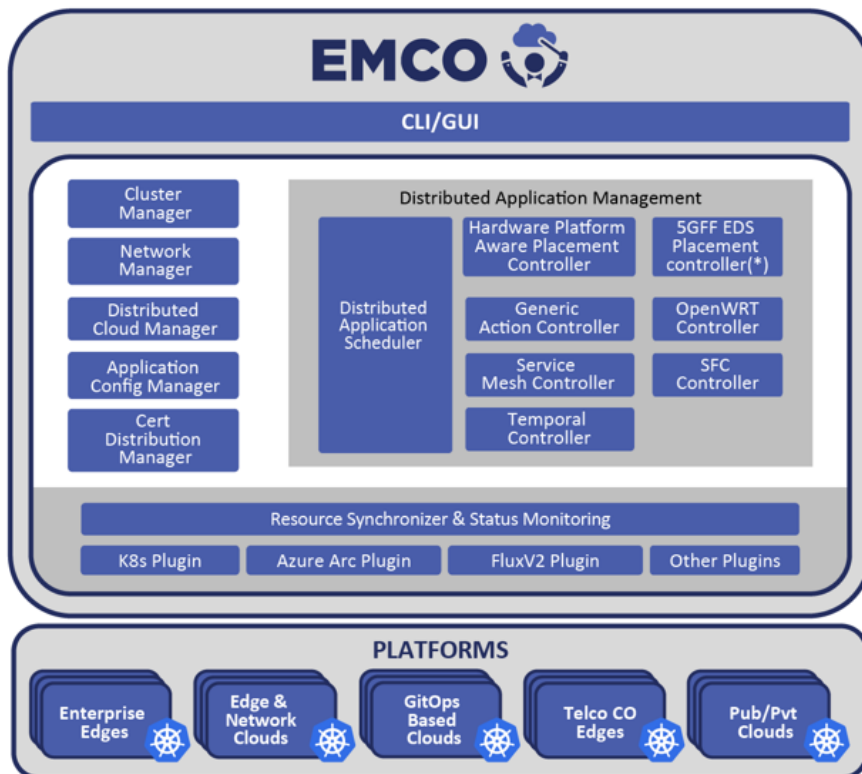 EMCO
CLI/GUI
Cluster
Manager
Network
Manager
Distributed
Cloud Manager
Application
Config Manager
Cert
Distribution
Manager
Distributed Application Management
Distributed
Application
Scheduler
Hardware Platform
Aware Placement
Controller
5GFF EDS
Placement
controller(*)
Generic
Action Controller
OpenWRT
Controller
Service
Mesh Controller
SFC
Controller
Temporal
Controller
Resource Synchronizer & Status Monitoring
K8s Plugin
Azure Arc Plugin
FluxV2 Plugin
Other Plugins
PLATFORMS
Enterprise
Edges
Edge &
Network
Clouds
GitOps
Based
Clouds
Telco CO
Edges
Pub/Pvt
Clouds